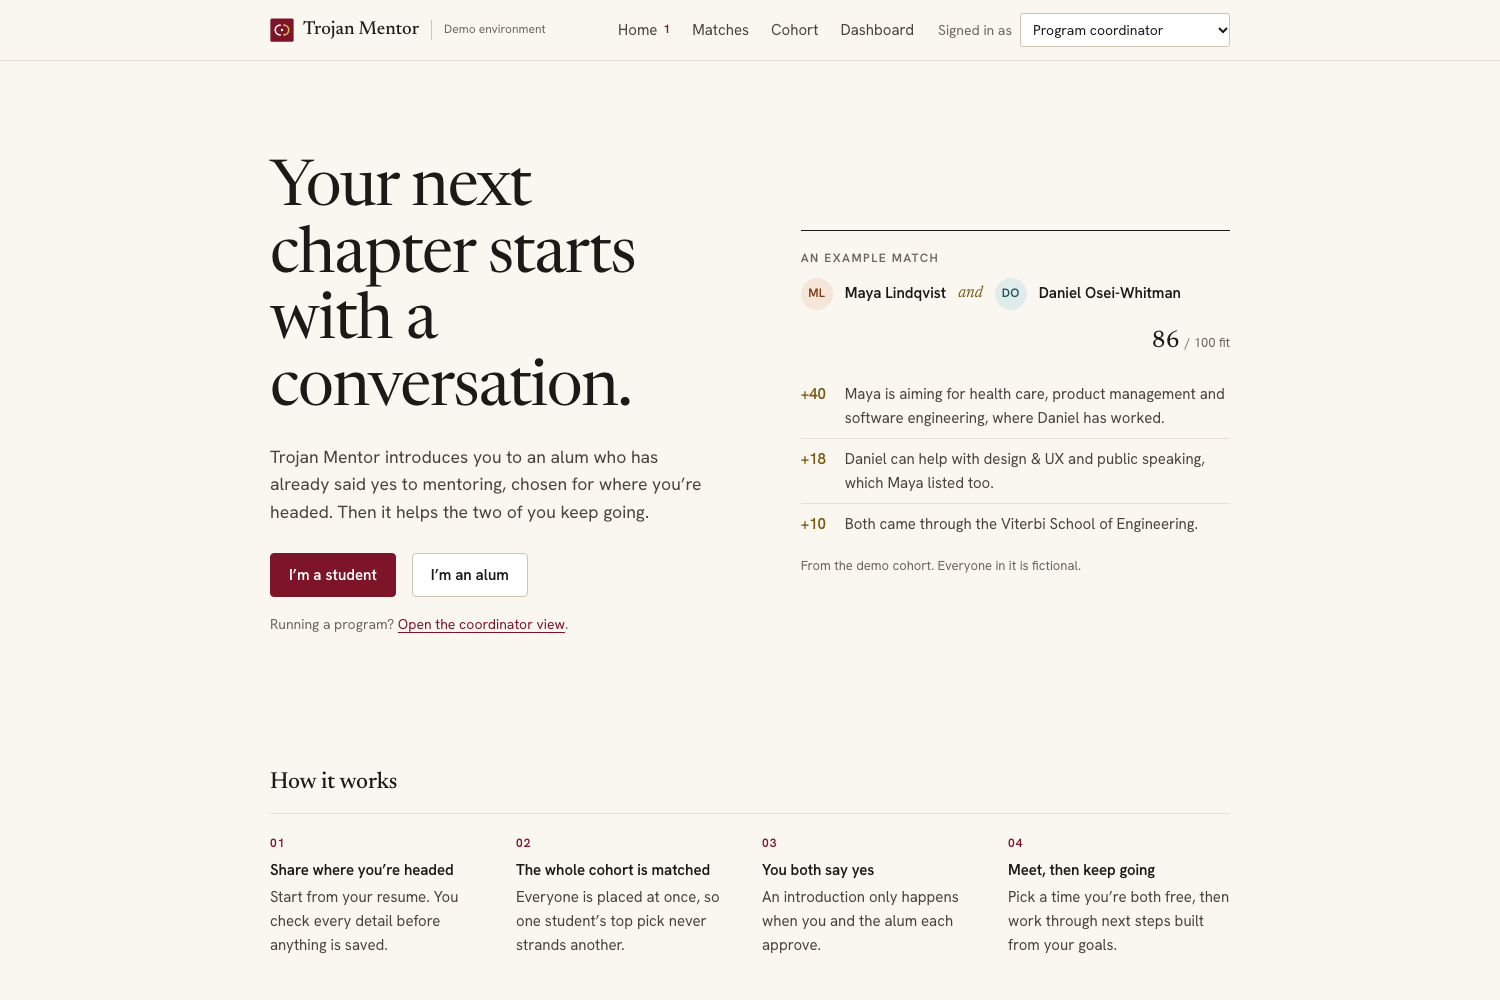 Trojan Mentor
Demo environment
Home 1
Matches
Cohort
Dashboard
Signed in as
Program coordinator
Your next
chapter starts
with a
conversation.
Trojan Mentor introduces you to an alum who has
already said yes to mentoring, chosen for where you’re
headed. Then it helps the two of you keep going.
I’m a student
I’m an alum
Running a program? Open the coordinator view.
AN EXAMPLE MATCH
ML Maya Lindqvist and DO Daniel Osei-Whitman
86 / 100 fit
+40 Maya is aiming for health care, product management and
software engineering, where Daniel has worked.
+18 Daniel can help with design & UX and public speaking,
which Maya listed too.
+10 Both came through the Viterbi School of Engineering.
From the demo cohort. Everyone in it is fictional.
How it works
01
Share where you’re headed
Start from your resume. You
check every detail before
anything is saved.
02
The whole cohort is matched
Everyone is placed at once, so
one student’s top pick never
strands another.
03
You both say yes
An introduction only happens
when you and the alum each
approve.
04
Meet, then keep going
Pick a time you’re both free, then
work through next steps built
from your goals.